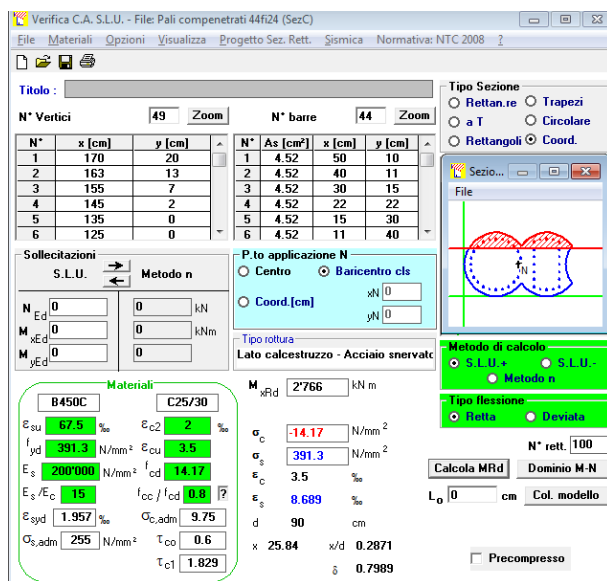 Verifica C.A. S.L.U. - File: Pali compenetrati 44fi24 (SezC)
File Materiali Opzioni Visualizza Progetto Sez. Rett. Sismica Normativa: NTC 2008 ?
Titolo :
N° Vertici 49 Zoom N° barre 44 Zoom
N° x [cm] y [cm]
1 170 20
2 163 13
3 155 7
4 145 2
5 135 0
6 125 0
N° As [cm²] x [cm] y [cm]
1 4.52 50 10
2 4.52 40 11
3 4.52 30 15
4 4.52 22 22
5 4.52 15 30
6 4.52 11 40
Tipo Sezione
Rettan.re Trapezi
a T Circolare
Rettangoli Coord.
Sezio...
File
N
Sollecitazioni
S.L.U. Metodo n
N Ed 0 0 kN
M xEd 0 0 kNm
M yEd 0 0
P.to applicazione N
Centro Baricentro cls
Coord.[cm] xN 0
yN 0
Tipo rottura
Lato calcestruzzo - Acciaio snervato
Metodo di calcolo
S.L.U.+ S.L.U.-
Metodo n
Tipo flessione
Retta Deviata
Materiali
B450C C25/30
εsu 67.5 ‰ εc2 2 ‰
fyd 391.3 N/mm² εcu 3.5
Es 200'000 N/mm² fcd 14.17
Es/Ec 15 fcc / fcd 0.8 ?
εsyd 1.957 ‰ σc,adm 9.75
σs,adm 255 N/mm² τco 0.6
τc1 1.829
M xRd 2'766 kN m
σc -14.17 N/mm²
σs 391.3 N/mm²
εc 3.5 ‰
εs 8.689 ‰
d 90 cm
x 25.84 x/d 0.2871
δ 0.7989
N° rett. 100
Calcola MRd Dominio M-N
Lo 0 cm Col. modello
Precompresso